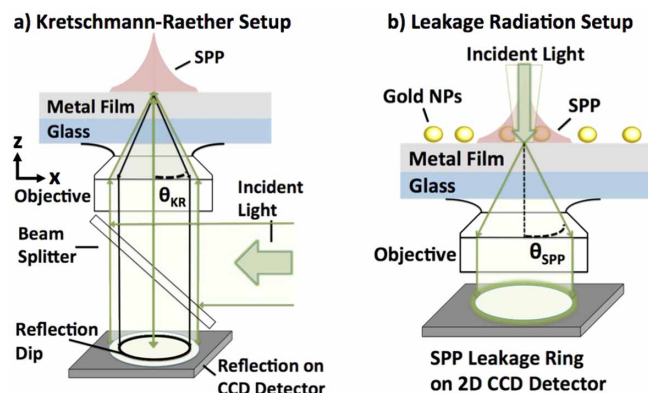 a) Kretschmann-Raether Setup
SPP
Metal Film
Glass
z
x
Objective
θKR
Incident
Light
Beam
Splitter
Reflection
Dip
Reflection on
CCD Detector
b) Leakage Radiation Setup
Incident Light
Gold NPs
SPP
Metal Film
Glass
Objective
θSPP
SPP Leakage Ring
on 2D CCD Detector